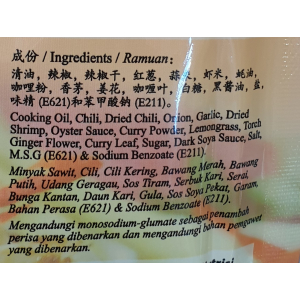 成份 / Ingredients / Ramuan:
清油，辣椒，辣椒干，红葱，蒜米，虾米，蚝油，
咖哩粉，香茅，姜花，咖喱叶，白糖，黑酱油，盐，
味精 (E621) 和苯甲酸钠 (E211)。
Cooking Oil, Chili, Dried Chili, Onion, Garlic, Dried
Shrimp, Oyster Sauce, Curry Powder, Lemongrass, Torch
Ginger Flower, Curry Leaf, Sugar, Dark Soya Sauce, Salt,
M.S.G (E621) & Sodium Benzoate (E211).
Minyak Sawit, Cili, Cili Kering, Bawang Merah, Bawang
Putih, Udang Geragau, Sos Tiram, Serbuk Kari, Serai,
Bunga Kantan, Daun Kari, Gula, Sos Soya Pekat, Garam,
Bahan Perasa (E621) & Sodium Benzoate (E211).
Mengandungi monosodium-glumate sebagai penambah
perisa yang dibenarkan dan mengandungi bahan pengawet
yang dibenarkan.